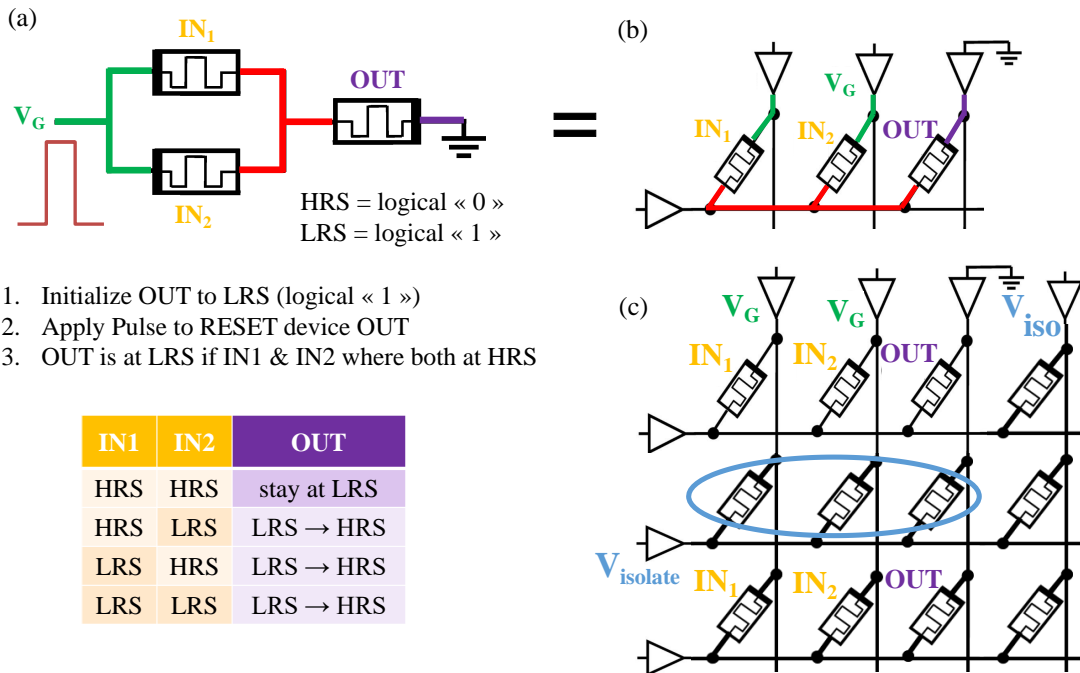 (a)
IN1
OUT
VG
IN2
HRS = logical « 0 »
LRS = logical « 1 »
=
(b)
VG
IN1
IN2
OUT
1. Initialize OUT to LRS (logical « 1 »)
2. Apply Pulse to RESET device OUT
3. OUT is at LRS if IN1 & IN2 where both at HRS
IN1 IN2 OUT
HRS HRS stay at LRS
HRS LRS LRS → HRS
LRS HRS LRS → HRS
LRS LRS LRS → HRS
(c)
VG VG Viso
IN1 IN2 OUT
Visolate
IN1 IN2 OUT